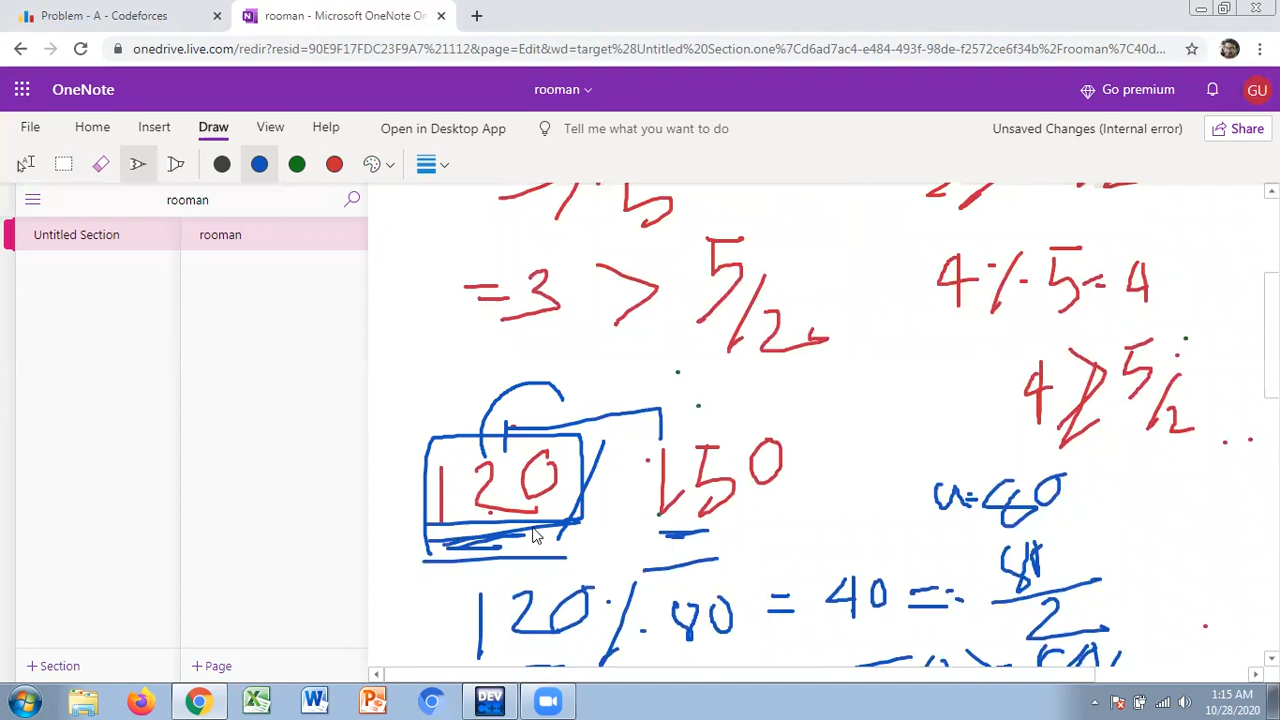 Problem - A - Codeforces
rooman - Microsoft OneNote On
onedrive.live.com/redir?resid=90E9F17FDC23F9A7%21112&page=Edit&wd=target%28Untitled%20Section.one%7Cd6ad7ac4-e484-493f-98de-f2572ce6f34b%2Frooman%7C40d...
OneNote
rooman
Go premium
GU
File
Home
Insert
Draw
View
Help
Open in Desktop App
Tell me what you want to do
Unsaved Changes (Internal error)
Share
rooman
Untitled Section
rooman
= 3 > 5/2
4 % 5 = 4
4 > 5/2
120 150
= 80
120 % 80 = 40 ==
2
+ Section
+ Page
DEV
1:15 AM
10/28/2020